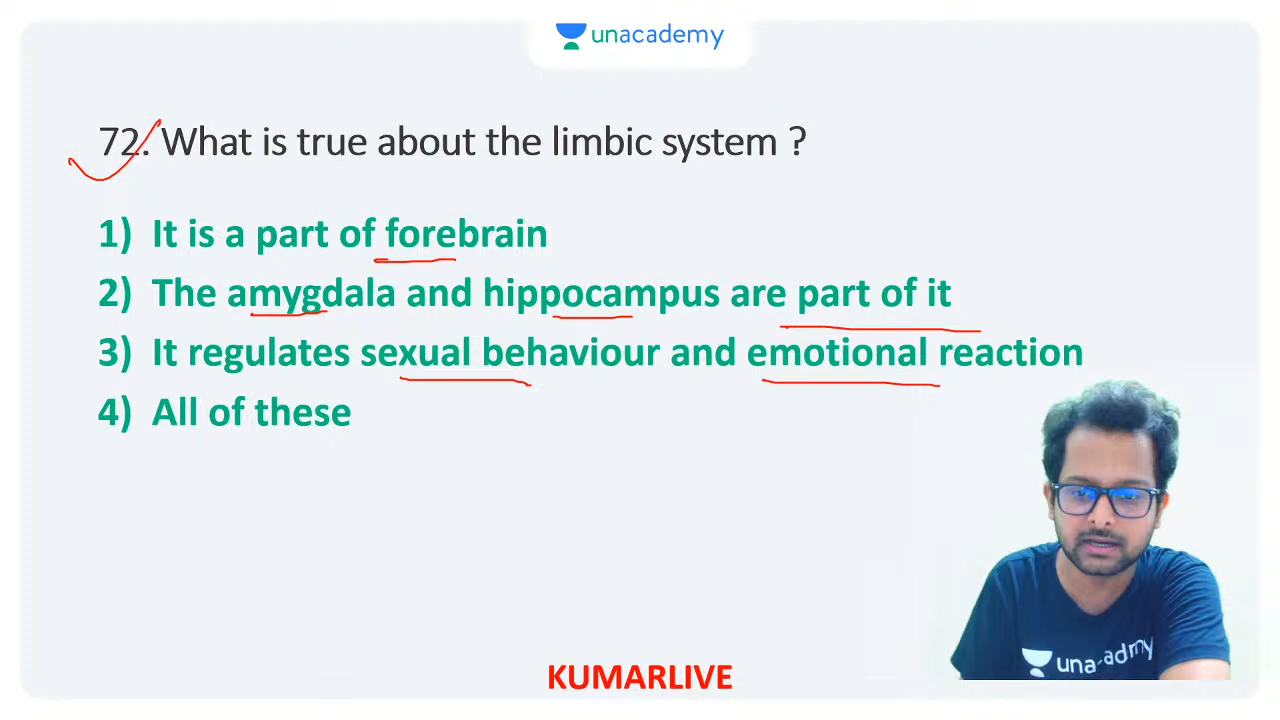 unacademy
72. What is true about the limbic system ?
1) It is a part of forebrain
2) The amygdala and hippocampus are part of it
3) It regulates sexual behaviour and emotional reaction
4) All of these
unacademy
KUMARLIVE